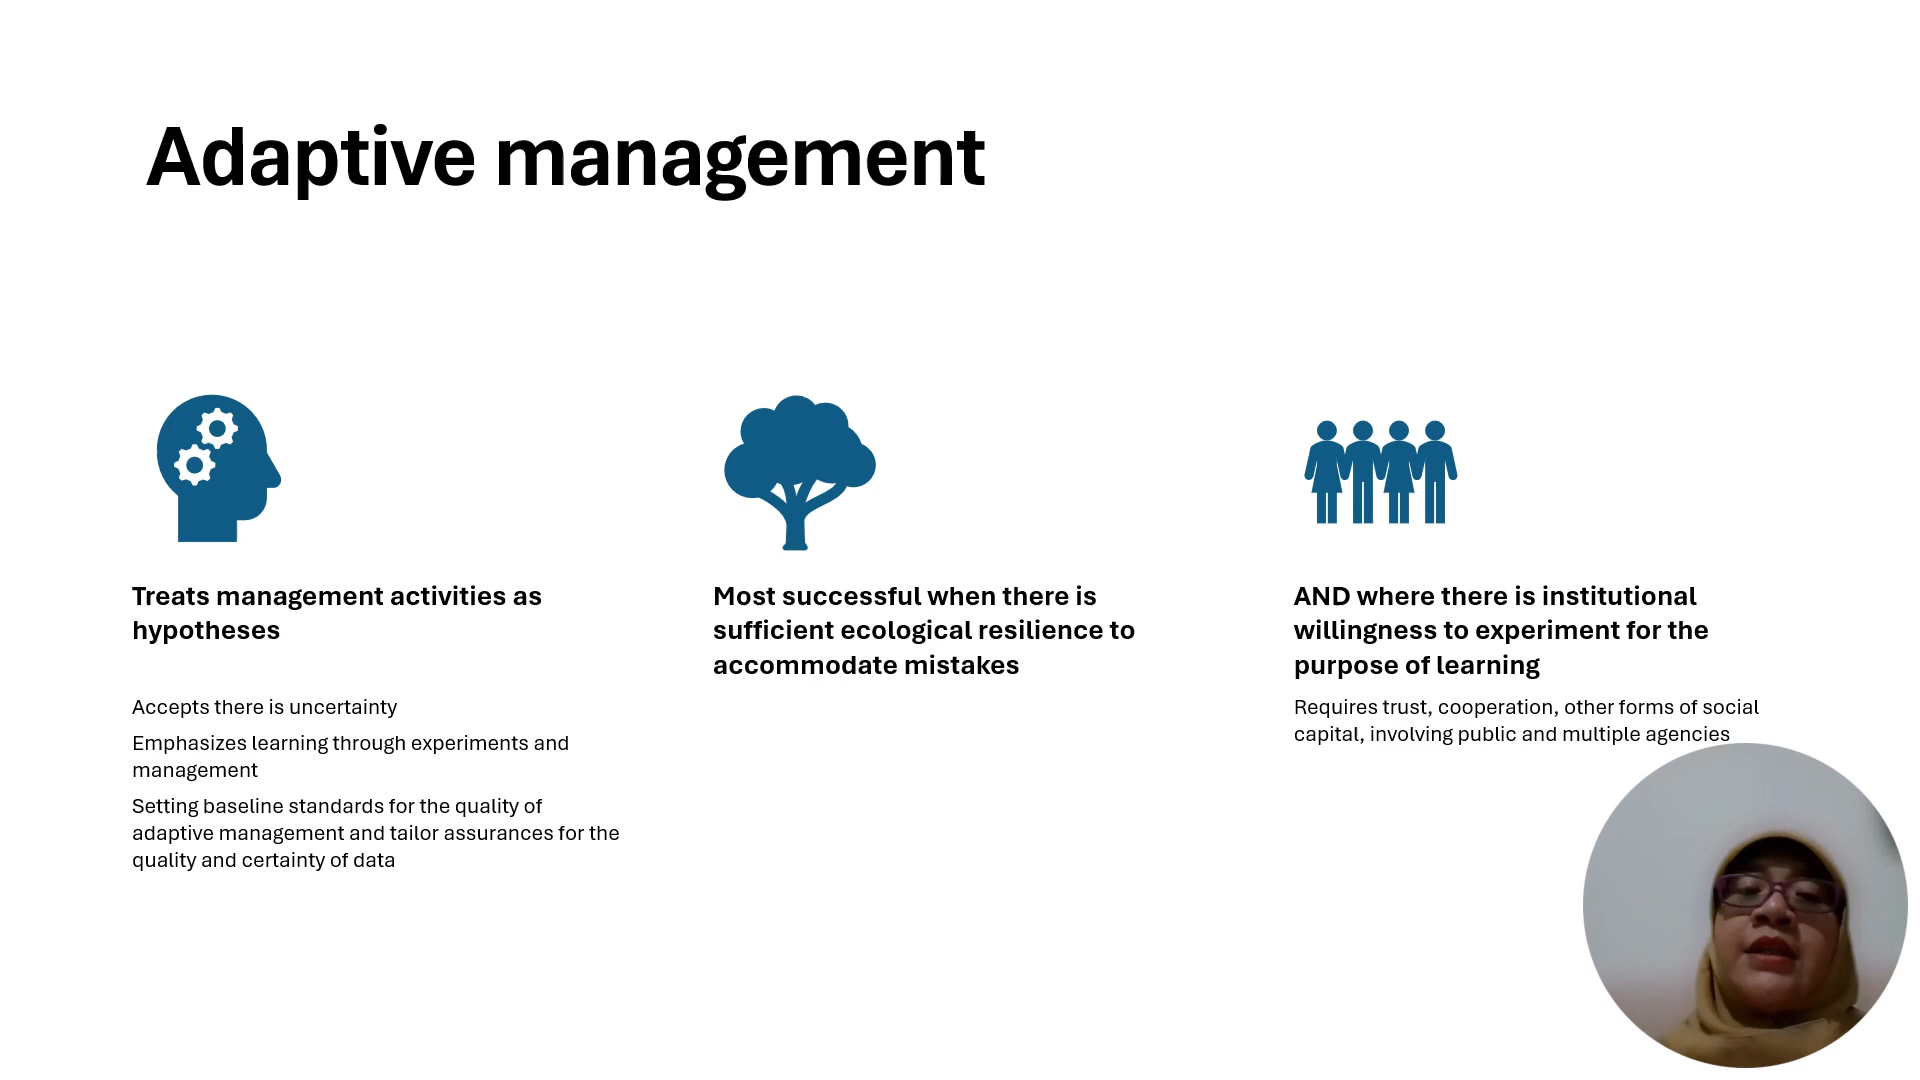 Adaptive management
Treats management activities as
hypotheses
Accepts there is uncertainty
Emphasizes learning through experiments and
management
Setting baseline standards for the quality of
adaptive management and tailor assurances for the
quality and certainty of data
Most successful when there is
sufficient ecological resilience to
accommodate mistakes
AND where there is institutional
willingness to experiment for the
purpose of learning
Requires trust, cooperation, other forms of social
capital, involving public and multiple agencies